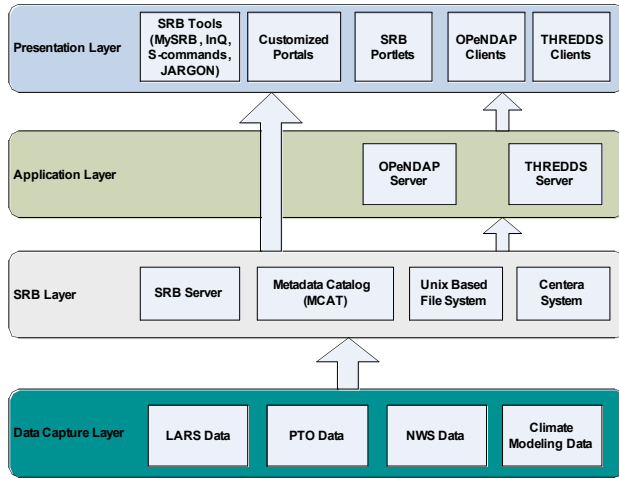 Presentation Layer
SRB Tools
(MySRB, InQ,
S-commands,
JARGON)
Customized
Portals
SRB
Portlets
OPeNDAP
Clients
THREDDS
Clients
Application Layer
OPeNDAP
Server
THREDDS
Server
SRB Layer
SRB Server
Metadata Catalog
(MCAT)
Unix Based
File System
Centera
System
Data Capture Layer
LARS Data
PTO Data
NWS Data
Climate
Modeling Data